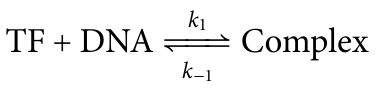 k₁
TF + DNA ⇌ Complex
k₋₁